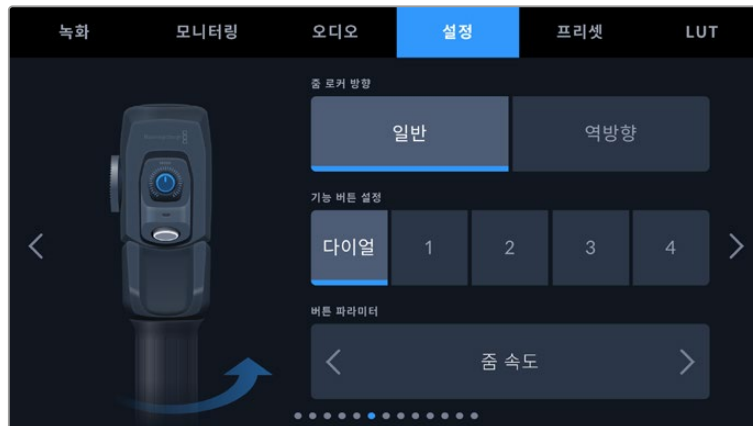 녹화 모니터링 오디오 설정 프리셋 LUT
줌 로커 방향
일반 역방향
기능 버튼 설정
다이얼 1 2 3 4
버튼 파라미터
줌 속도